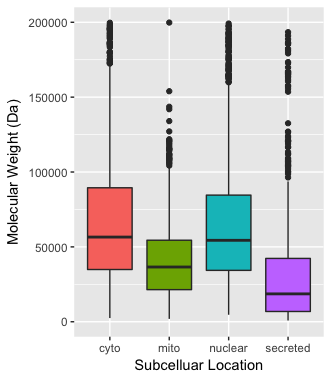 200000
150000
100000
50000
0
Molecular Weight (Da)
cyto mito nuclear secreted
Subcelluar Location